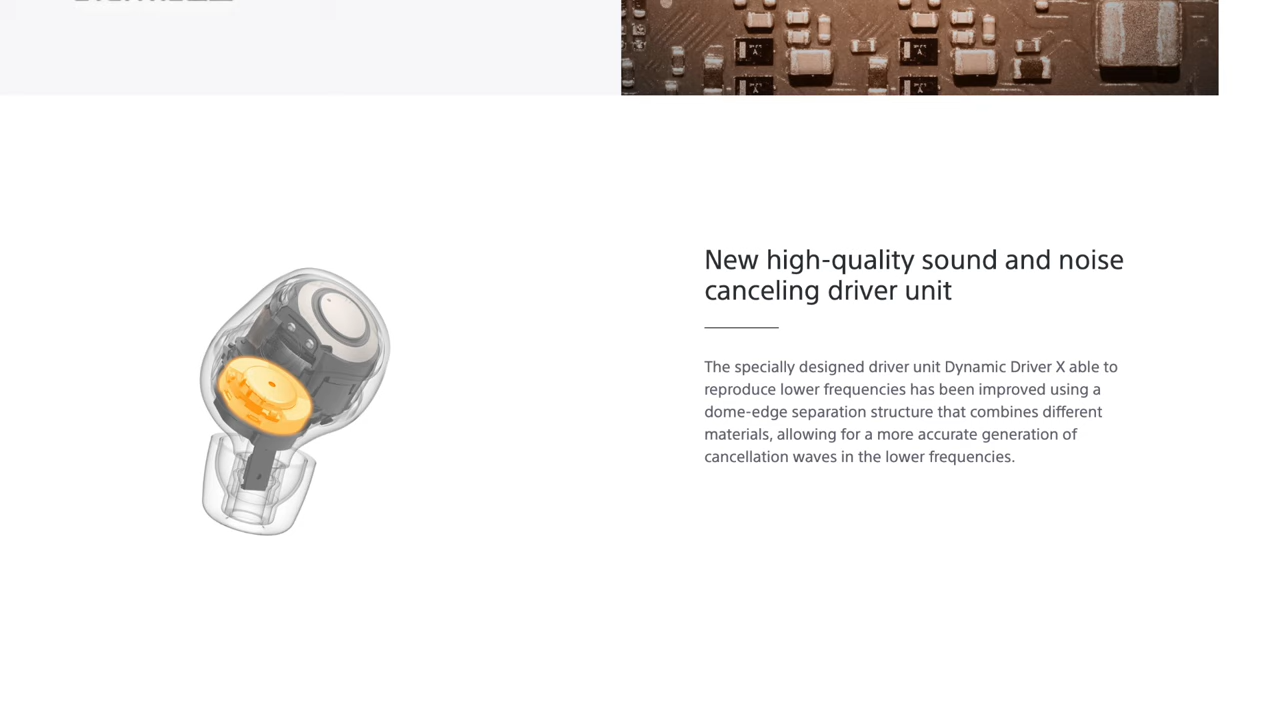 New high-quality sound and noise
canceling driver unit
The specially designed driver unit Dynamic Driver X able to
reproduce lower frequencies has been improved using a
dome-edge separation structure that combines different
materials, allowing for a more accurate generation of
cancellation waves in the lower frequencies.